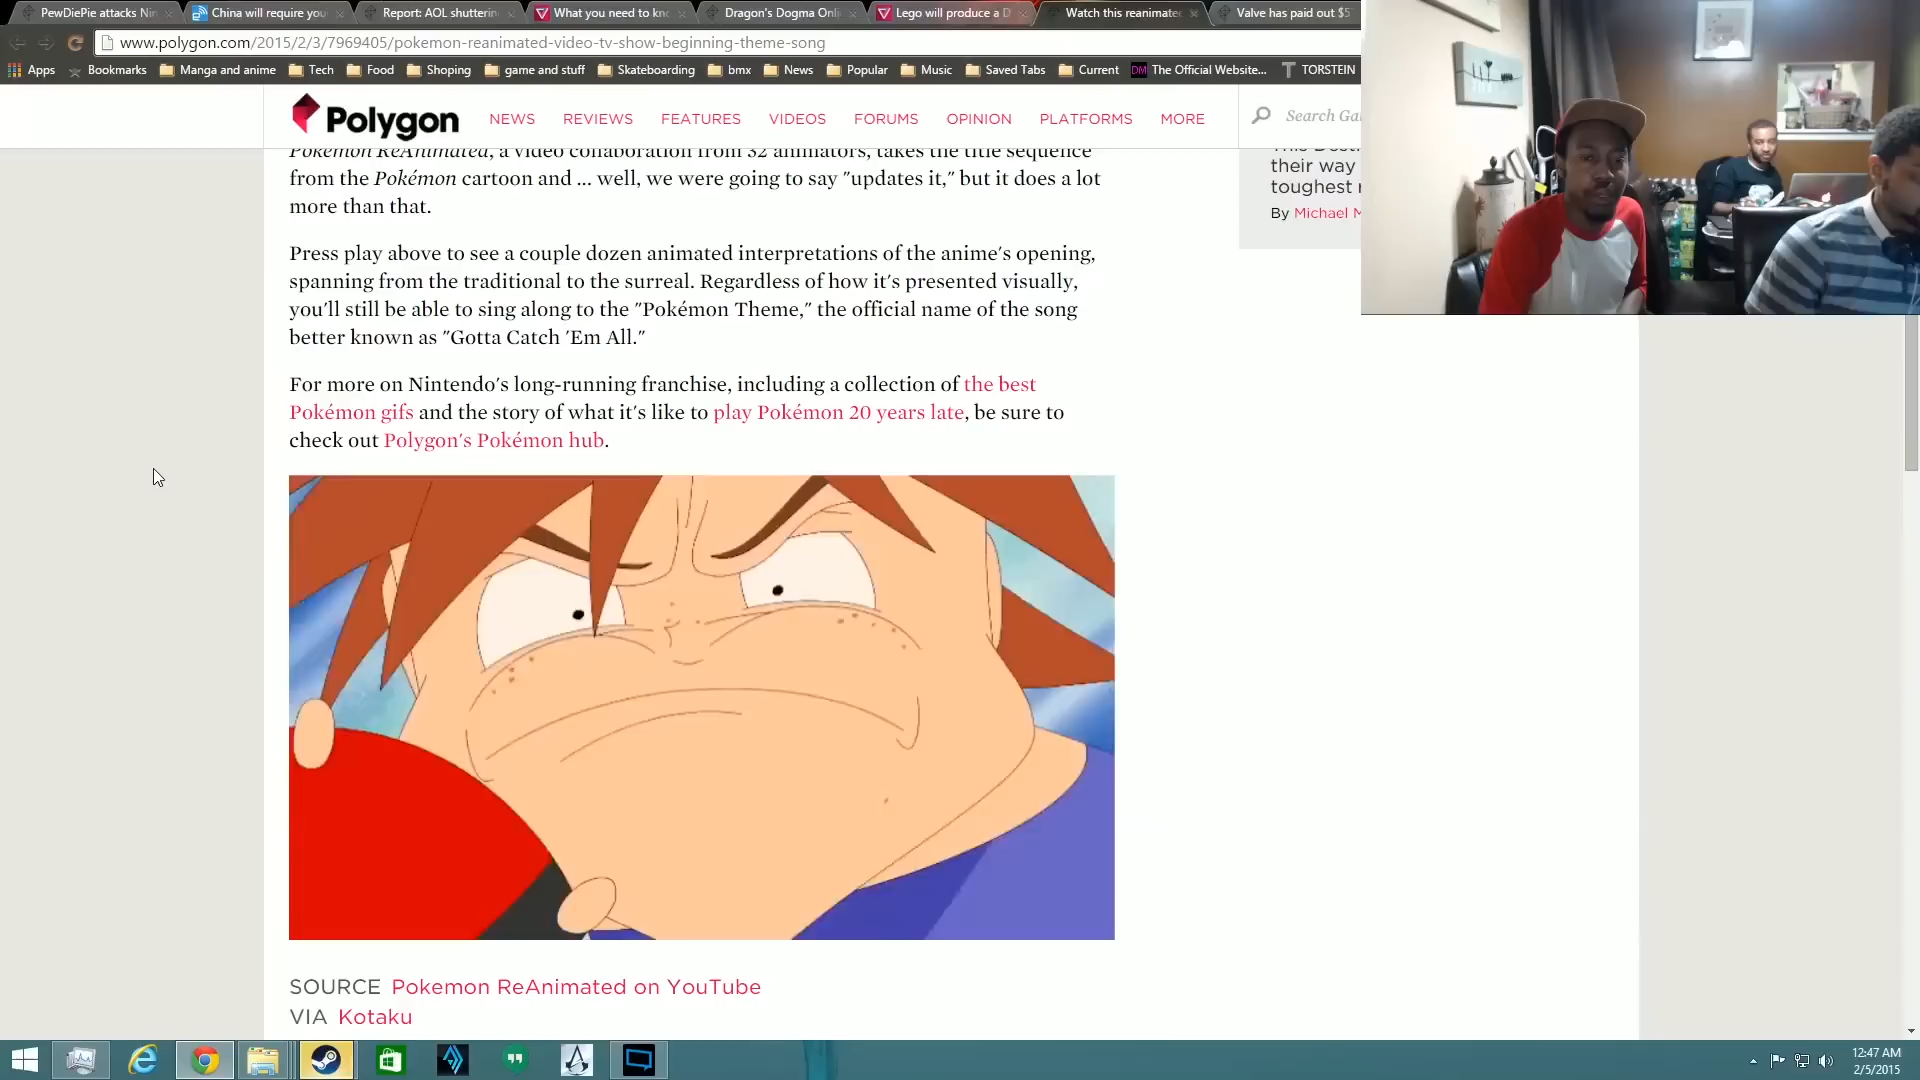 PewDiePie attacks Nin
China will require you
Report: AOL shutterin
What you need to kno
Dragon's Dogma Onli
Lego will produce a D
Watch this reanimated
Valve has paid out $5
www.polygon.com/2015/2/3/7969405/pokemon-reanimated-video-tv-show-beginning-theme-song
Apps Bookmarks Manga and anime Tech Food Shoping game and stuff Skateboarding bmx News Popular Music Saved Tabs Current DM The Official Website... TORSTEIN
Polygon NEWS REVIEWS FEATURES VIDEOS FORUMS OPINION PLATFORMS MORE Search Ga
Pokemon ReAnimated, a video collaboration from 32 animators, takes the title sequence
from the Pokémon cartoon and ... well, we were going to say "updates it," but it does a lot
more than that.
their way
toughest
By Michael M
Press play above to see a couple dozen animated interpretations of the anime's opening,
spanning from the traditional to the surreal. Regardless of how it's presented visually,
you'll still be able to sing along to the "Pokémon Theme," the official name of the song
better known as "Gotta Catch 'Em All."
For more on Nintendo's long-running franchise, including a collection of the best
Pokémon gifs and the story of what it's like to play Pokémon 20 years late, be sure to
check out Polygon's Pokémon hub.
SOURCE Pokemon ReAnimated on YouTube
VIA Kotaku
12:47 AM
2/5/2015